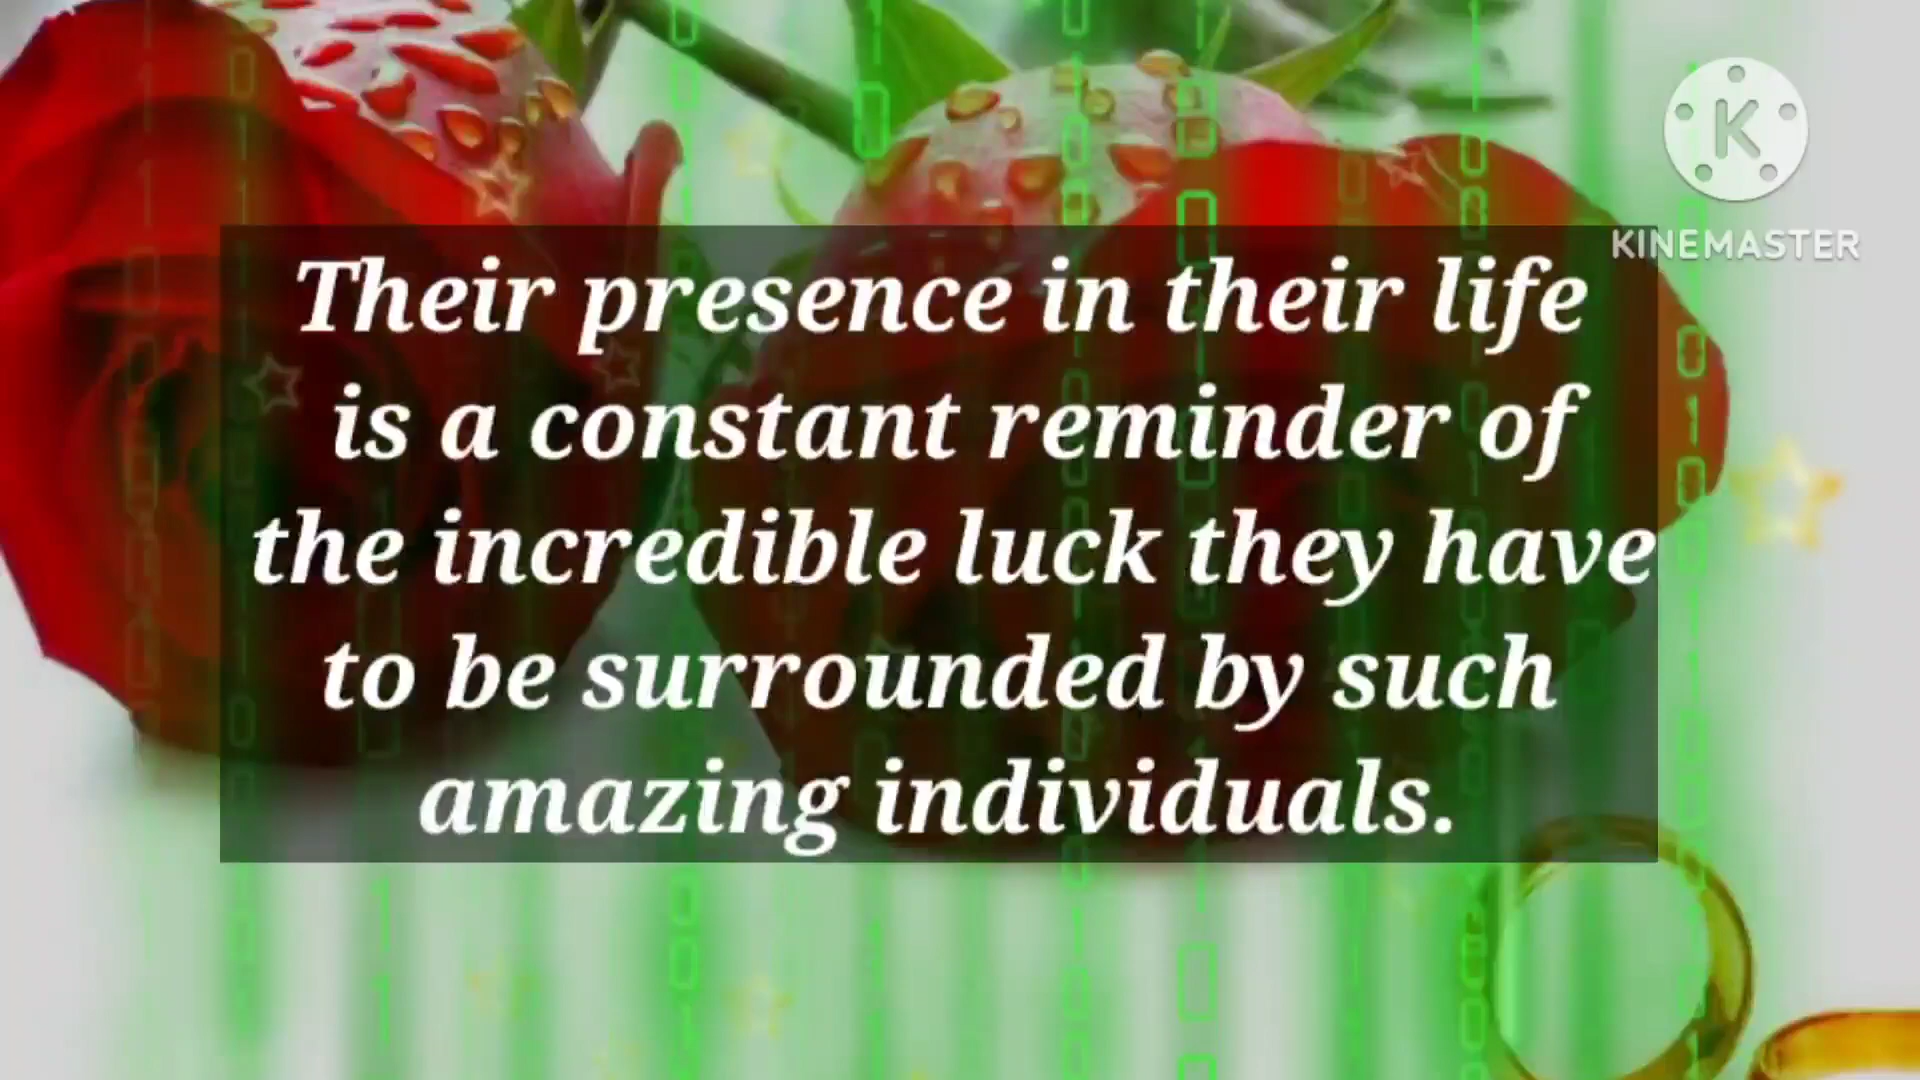 K
KINEMASTER
Their presence in their life
is a constant reminder of
the incredible luck they have
to be surrounded by such
amazing individuals.